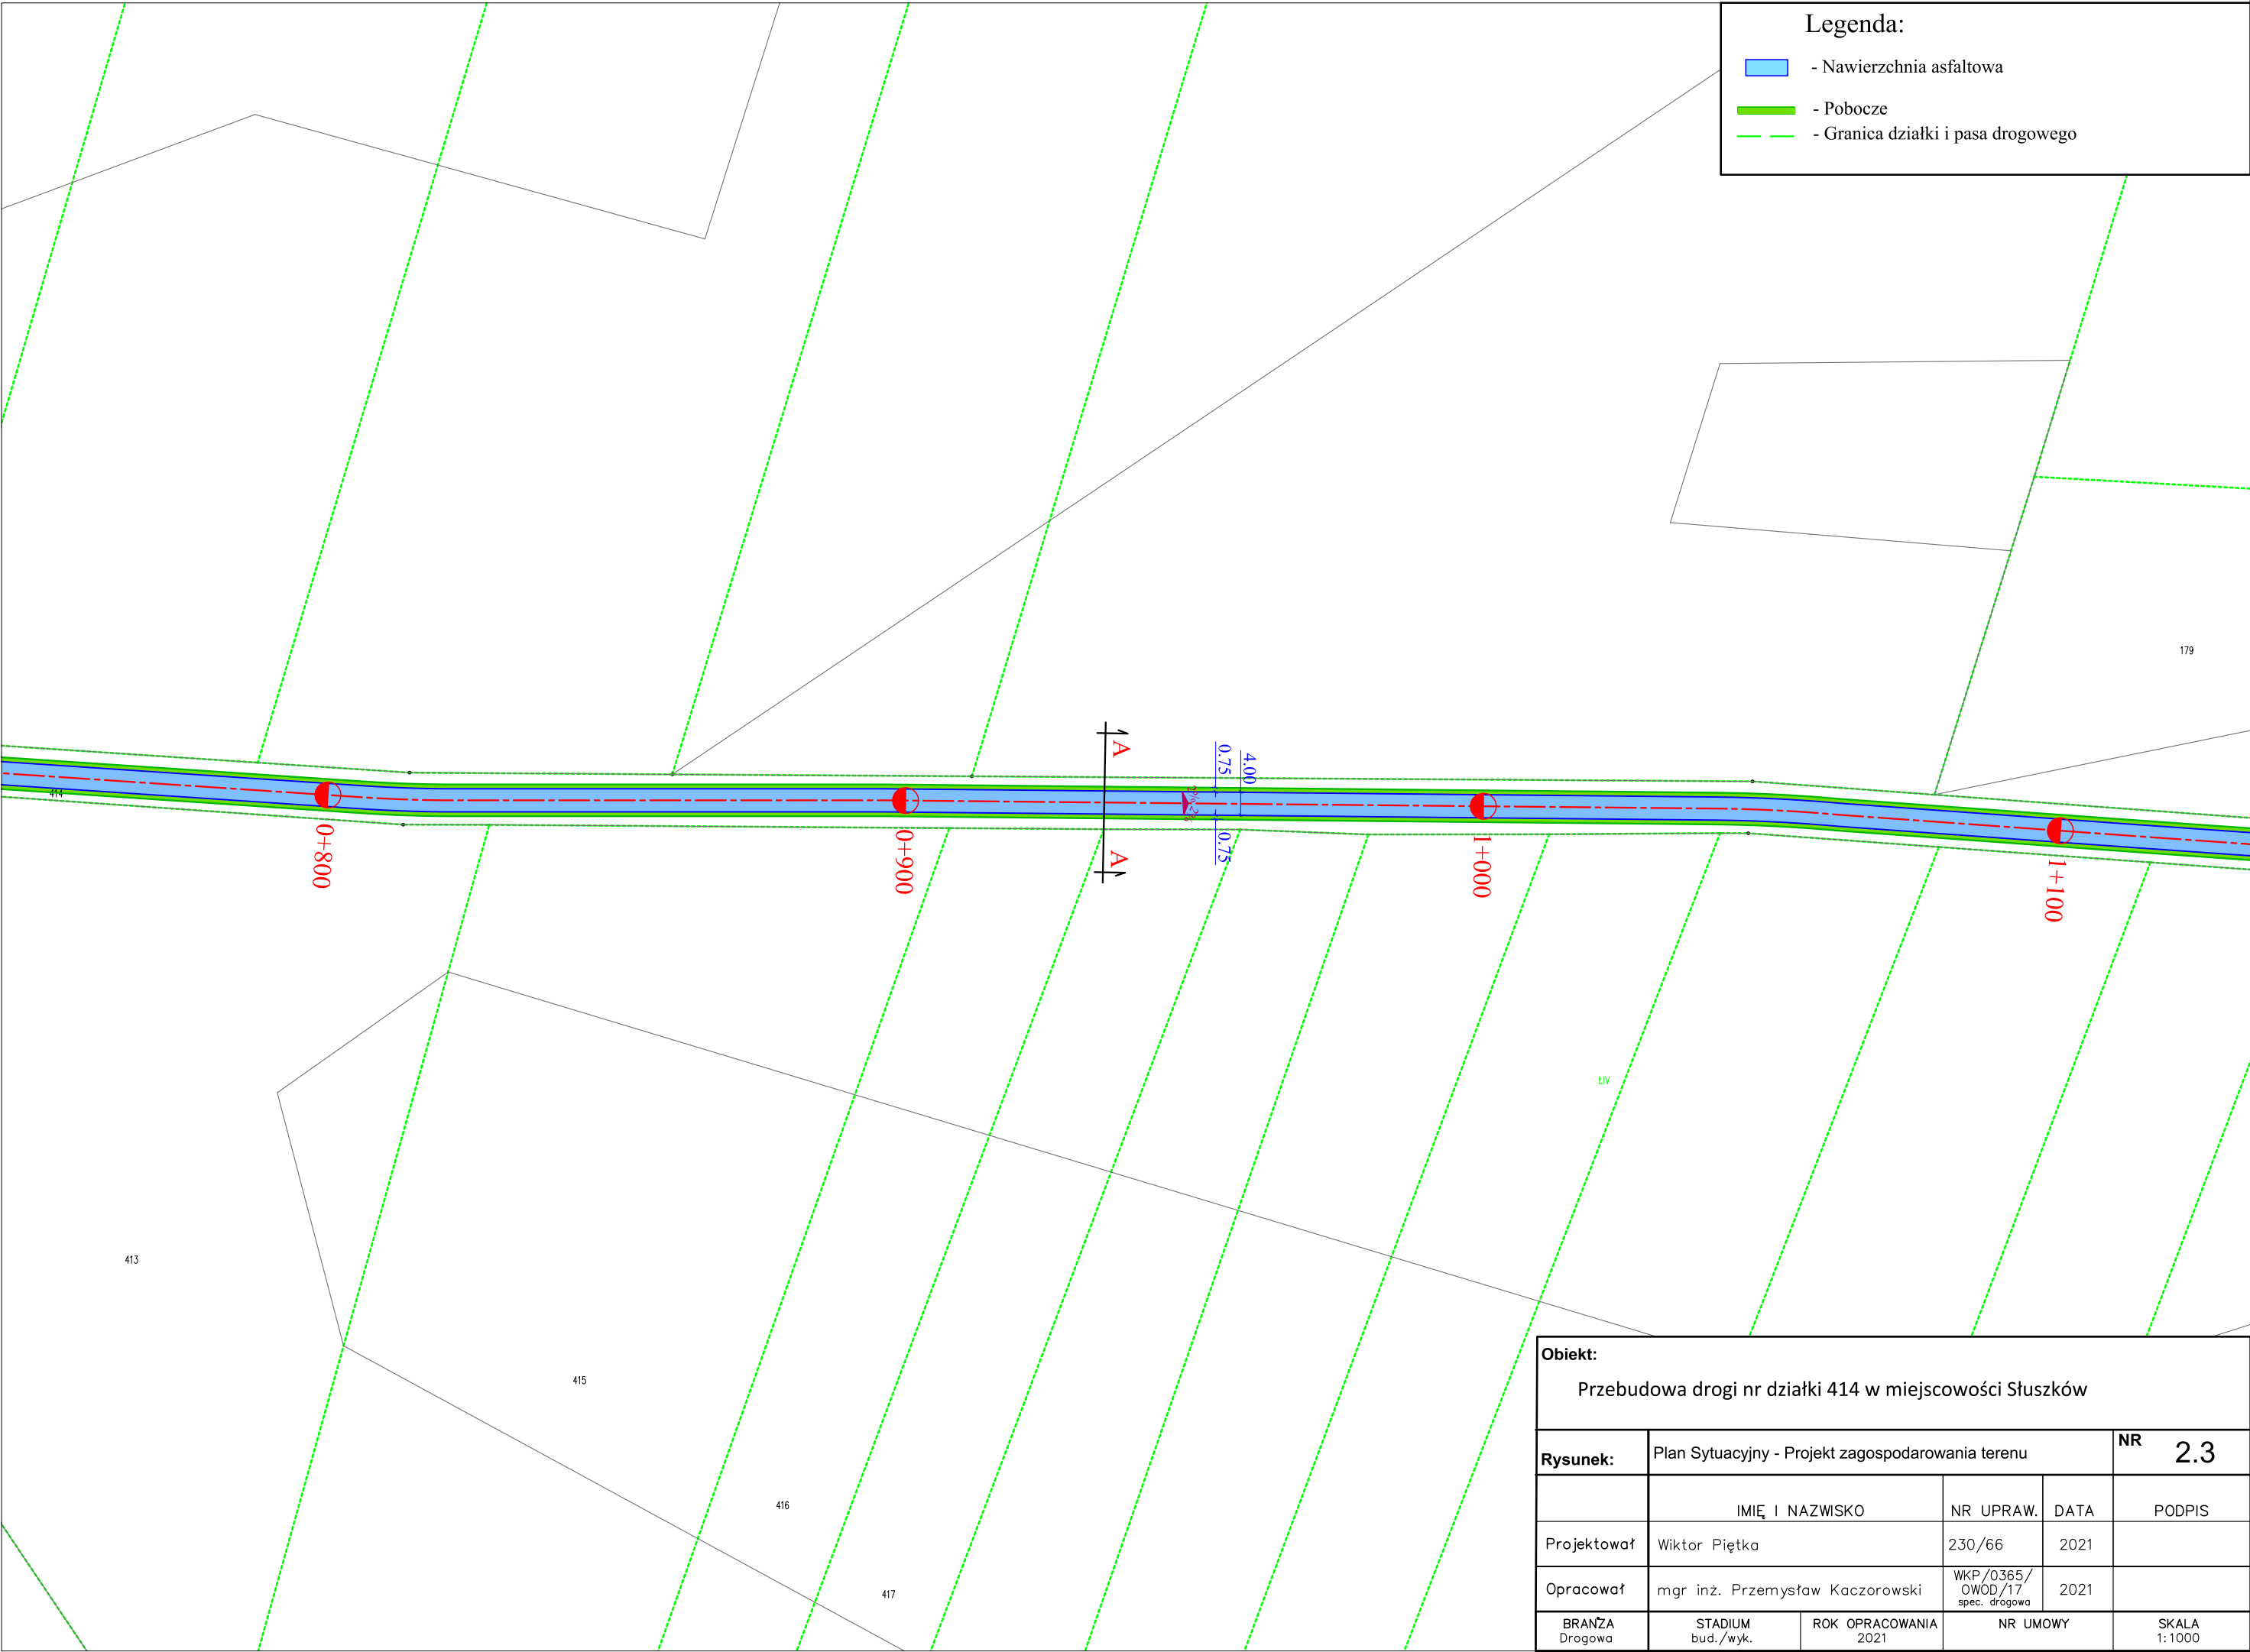 Legenda:
- Nawierzchnia asfaltowa
- Pobocze
- Granica działki i pasa drogowego
179
A
0.75
4.00
414
0+800
0+900
A
0.75
1+000
1+100
ŁIV
413
415
416
417
Obiekt:
Przebudowa drogi nr działki 414 w miejscowości Słuszków
Rysunek:
Plan Sytuacyjny - Projekt zagospodarowania terenu
NR 2.3
IMIĘ I NAZWISKO NR UPRAW. DATA PODPIS
Projektował Wiktor Piętka 230/66 2021
Opracował mgr inż. Przemysław Kaczorowski WKP/0365/
OWOD/17
spec. drogowa
2021
BRANŻA
Drogowa
STADIUM
bud./wyk.
ROK OPRACOWANIA
2021
NR UMOWY
SKALA
1:1000